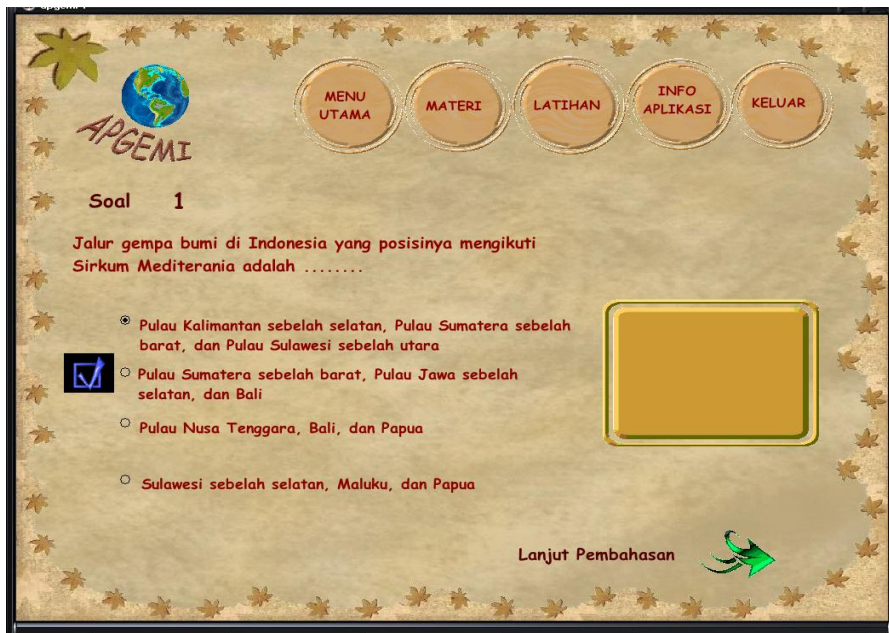 apgemi 1
MENU
UTAMA
MATERI
LATIHAN
INFO
APLIKASI
KELUAR
APGEMI
Soal 1
Jalur gempa bumi di Indonesia yang posisinya mengikuti
Sirkum Mediterania adalah ........
Pulau Kalimantan sebelah selatan, Pulau Sumatera sebelah
barat, dan Pulau Sulawesi sebelah utara
Pulau Sumatera sebelah barat, Pulau Jawa sebelah
selatan, dan Bali
Pulau Nusa Tenggara, Bali, dan Papua
Sulawesi sebelah selatan, Maluku, dan Papua
Lanjut Pembahasan